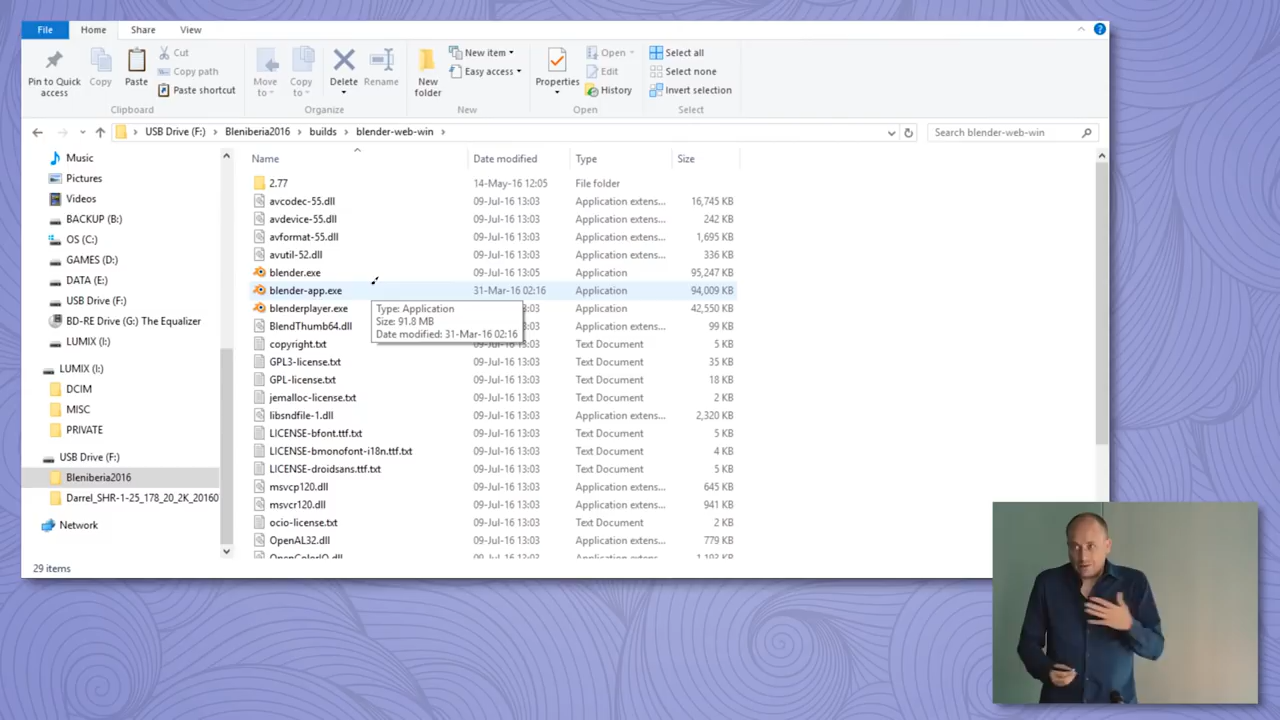 File Home Share View
Cut
Copy path
Paste shortcut
Pin to Quick access
Copy
Paste
Clipboard
Move to
Copy to
Delete
Rename
Organize
New folder
New item
Easy access
New
Properties
Open
Edit
History
Open
Select all
Select none
Invert selection
Select
USB Drive (F:) > Bleniberia2016 > builds > blender-web-win >
Search blender-web-win
Music
Pictures
Videos
BACKUP (B:)
OS (C:)
GAMES (D:)
DATA (E:)
USB Drive (F:)
BD-RE Drive (G:) The Equalizer
LUMIX (I:)
LUMIX (I:)
DCIM
MISC
PRIVATE
USB Drive (F:)
Bleniberia2016
Darrel_SHR-1-25_178_20_2K_20160
Network
Name Date modified Type Size
2.77 14-May-16 12:05 File folder
avcodec-55.dll 09-Jul-16 13:03 Application extens... 16,745 KB
avdevice-55.dll 09-Jul-16 13:03 Application extens... 242 KB
avformat-55.dll 09-Jul-16 13:03 Application extens... 1,695 KB
avutil-52.dll 09-Jul-16 13:03 Application extens... 336 KB
blender.exe 09-Jul-16 13:05 Application 95,247 KB
blender-app.exe 31-Mar-16 02:16 Application 94,009 KB
blenderplayer.exe 3:03 Application 42,550 KB
Type: Application
Size: 91.8 MB
Date modified: 31-Mar-16 02:16
BlendThumb64.dll 3:03 Application extens... 99 KB
copyright.txt 09-Jul-16 13:03 Text Document 5 KB
GPL3-license.txt 09-Jul-16 13:03 Text Document 35 KB
GPL-license.txt 09-Jul-16 13:03 Text Document 18 KB
jemalloc-license.txt 09-Jul-16 13:03 Text Document 2 KB
libsndfile-1.dll 09-Jul-16 13:03 Application extens... 2,320 KB
LICENSE-bfont.ttf.txt 09-Jul-16 13:03 Text Document 5 KB
LICENSE-bmonofont-i18n.ttf.txt 09-Jul-16 13:03 Text Document 4 KB
LICENSE-droidsans.ttf.txt 09-Jul-16 13:03 Text Document 5 KB
msvcp120.dll 09-Jul-16 13:03 Application extens... 645 KB
msvcr120.dll 09-Jul-16 13:03 Application extens... 941 KB
ocio-license.txt 09-Jul-16 13:03 Text Document 2 KB
OpenAL32.dll 09-Jul-16 13:03 Application extens... 779 KB
29 items